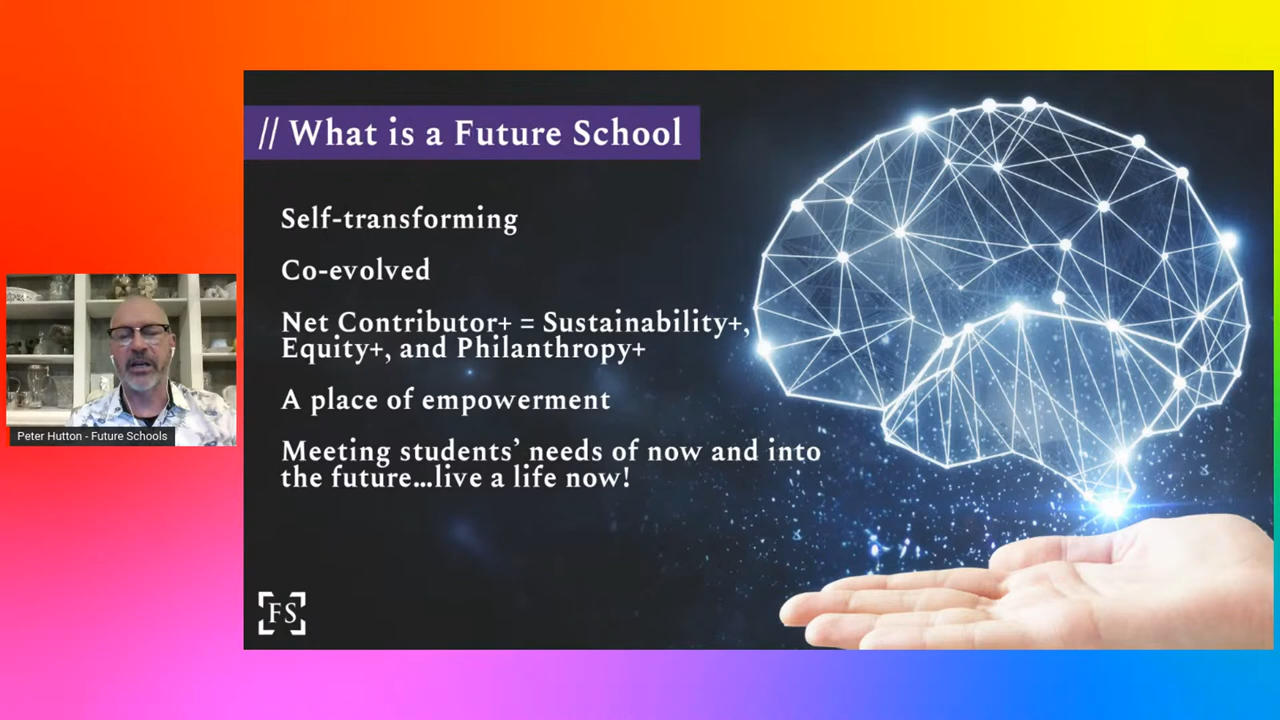 // What is a Future School
Self-transforming
Co-evolved
Net Contributor+ = Sustainability+,
Equity+, and Philanthropy+
A place of empowerment
Meeting students’ needs of now and into
the future...live a life now!
Peter Hutton - Future Schools
FS